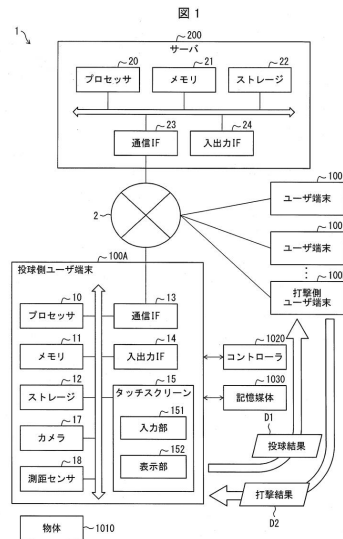 図1
1
200
サーバ
20
プロセッサ
21
メモリ
22
ストレージ
23
通信IF
24
入出力IF
2
100
ユーザ端末
100
ユーザ端末
100
打撃側
ユーザ端末
100A
投球側ユーザ端末
10
プロセッサ
11
メモリ
12
ストレージ
17
カメラ
18
測距センサ
13
通信IF
14
入出力IF
15
タッチスクリーン
151
入力部
152
表示部
1020
コントローラ
1030
記憶媒体
D1
投球結果
打撃結果
D2
物体
1010